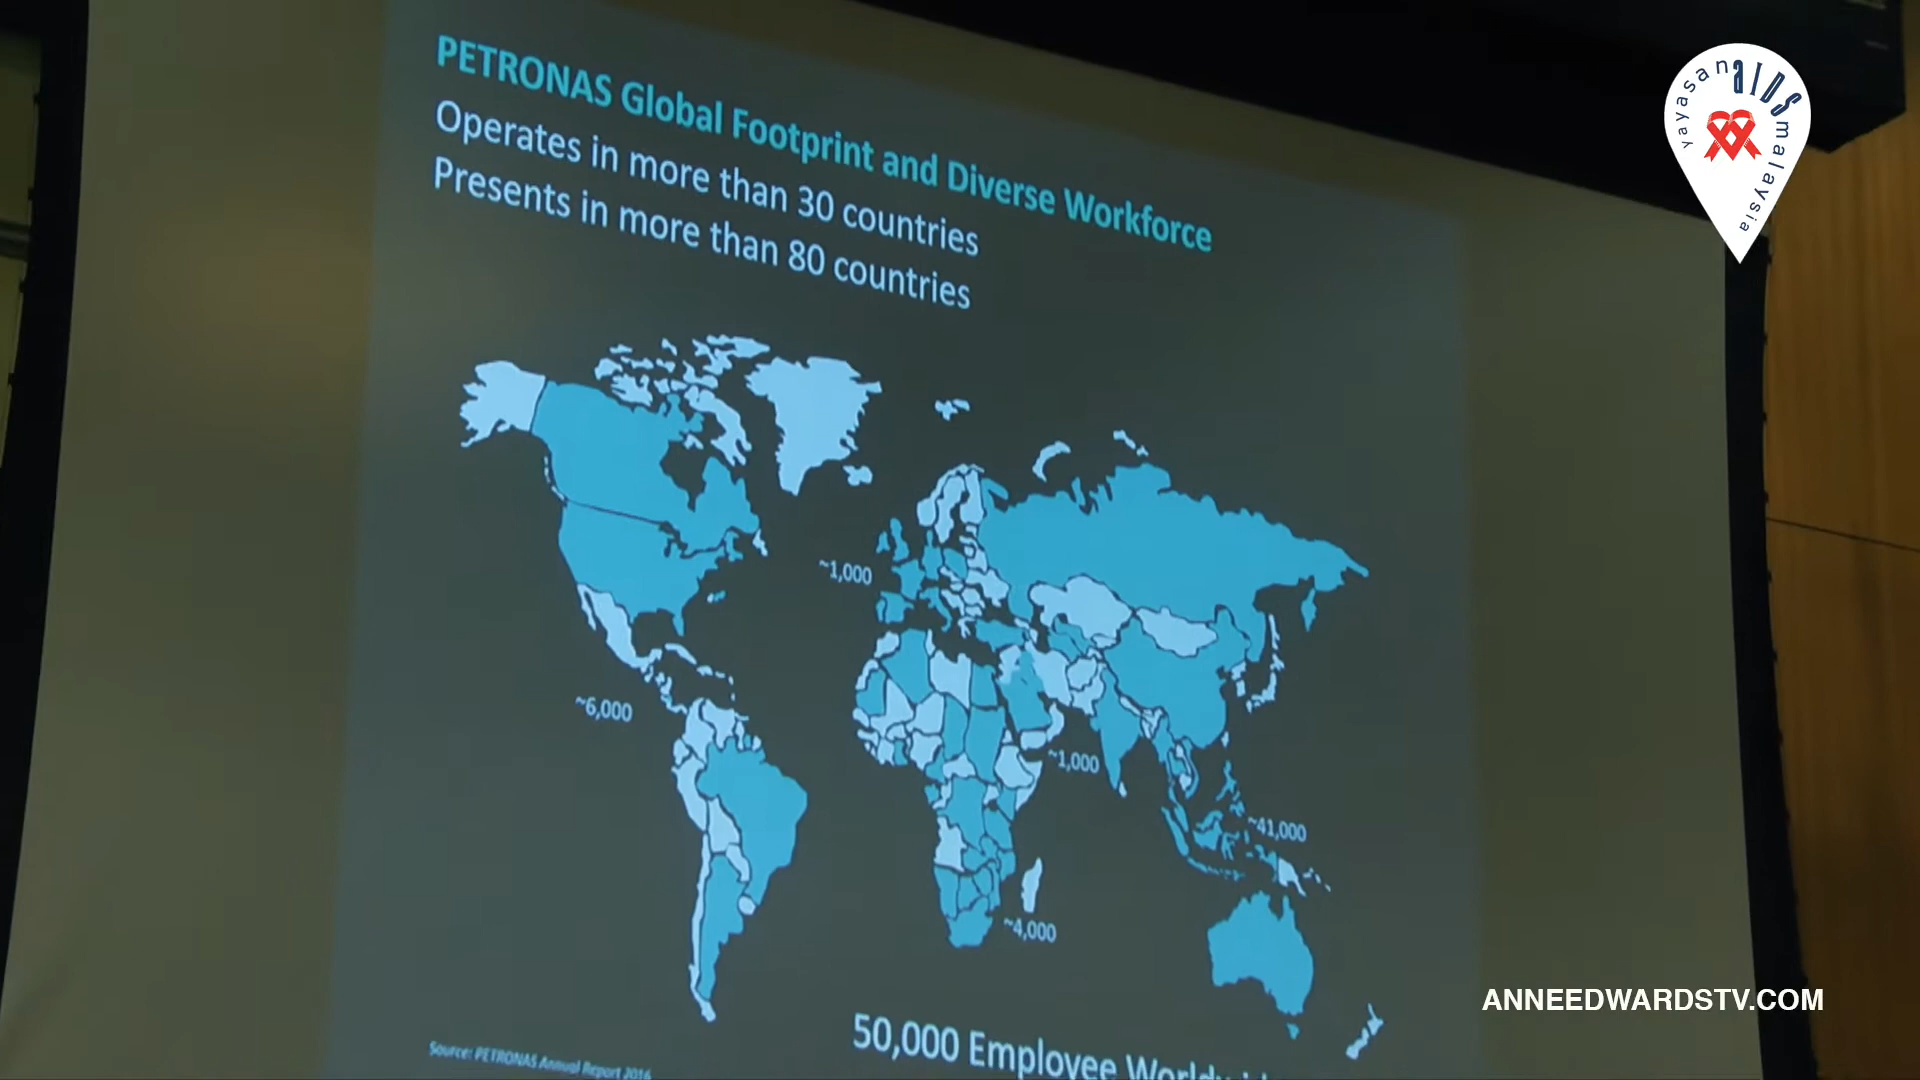 PETRONAS Global Footprint and Diverse Workforce
Operates in more than 30 countries
Presents in more than 80 countries
yayasan AIDS malaysia
~1,000
~6,000
~1,000
~41,000
~4,000
50,000 Employee
Source: PETRONAS Annual Report 2016
ANNEEDWARDSTV.COM